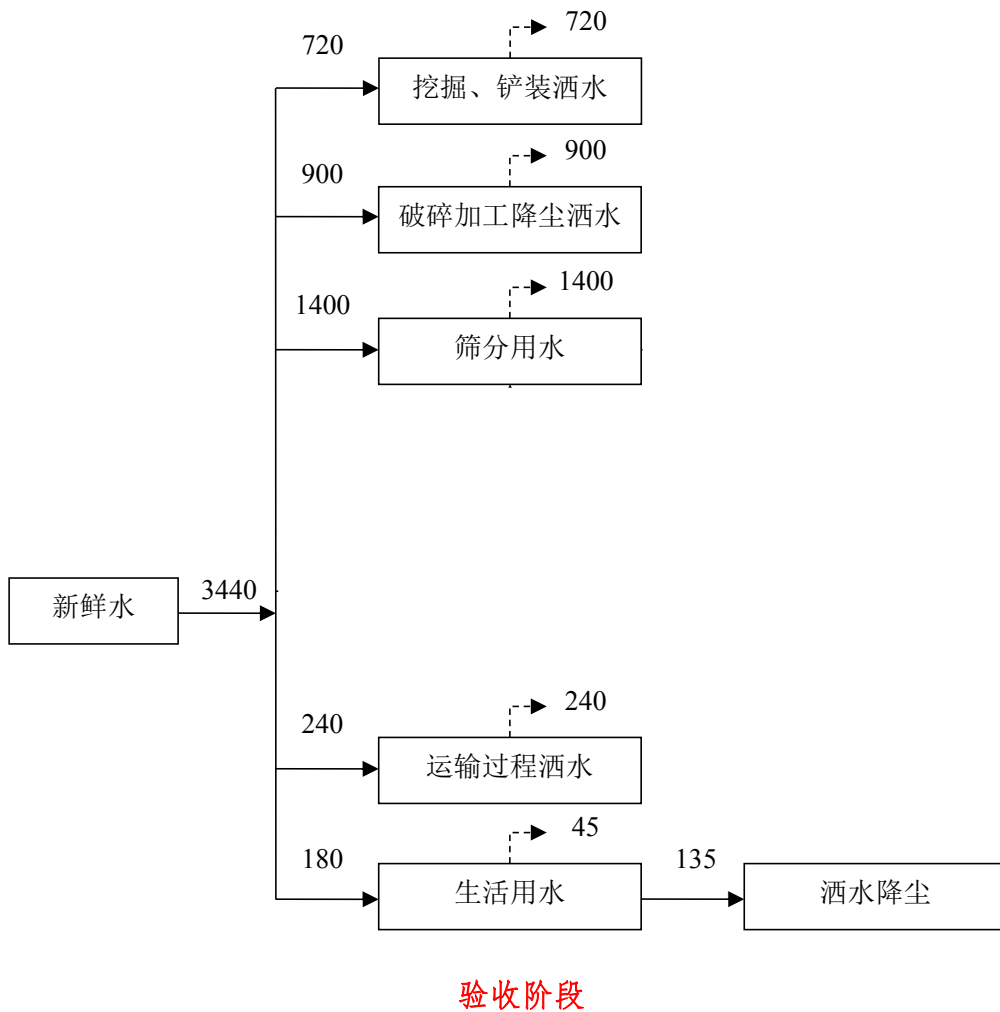 720
720
挖掘、铲装洒水
900
900
破碎加工降尘洒水
1400
1400
筛分用水
新鲜水
3440
240
240
运输过程洒水
45
180
生活用水
135
洒水降尘
验收阶段